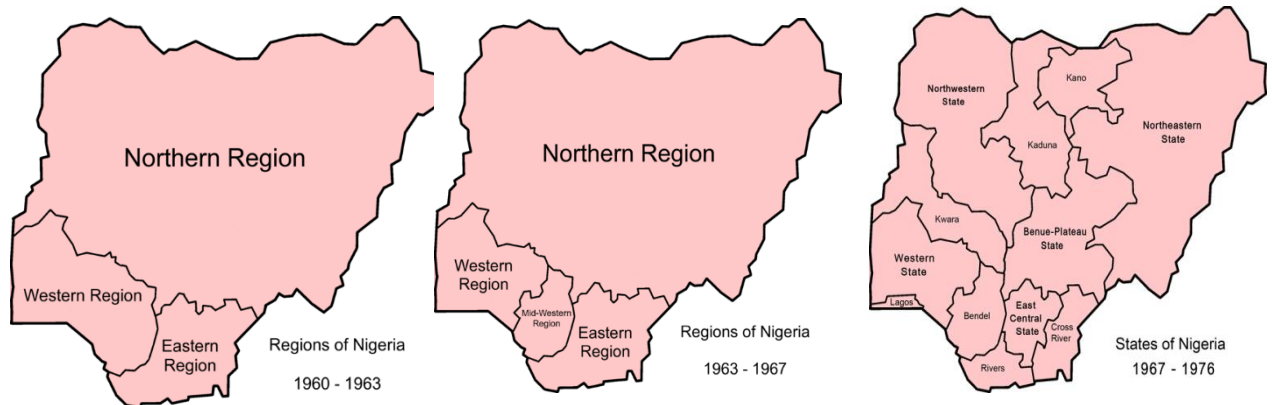 Northern Region
Western Region
Eastern
Region
Regions of Nigeria
1960 - 1963
Northern Region
Western
Region
Mid-Western
Region
Eastern
Region
Regions of Nigeria
1963 - 1967
Northwestern
State
Kano
Northeastern
State
Kaduna
Kwara
Benue-Plateau
State
Western
State
Lagos
Bendel
East
Central
State
Cross
River
Rivers
States of Nigeria
1967 - 1976